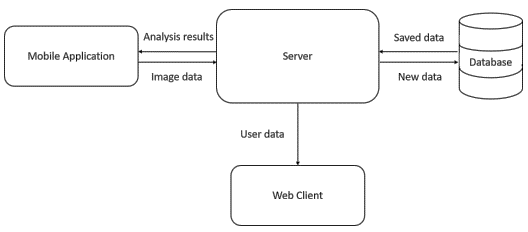 Analysis results
Saved data
Mobile Application
Server
Database
Image data
New data
User data
Web Client